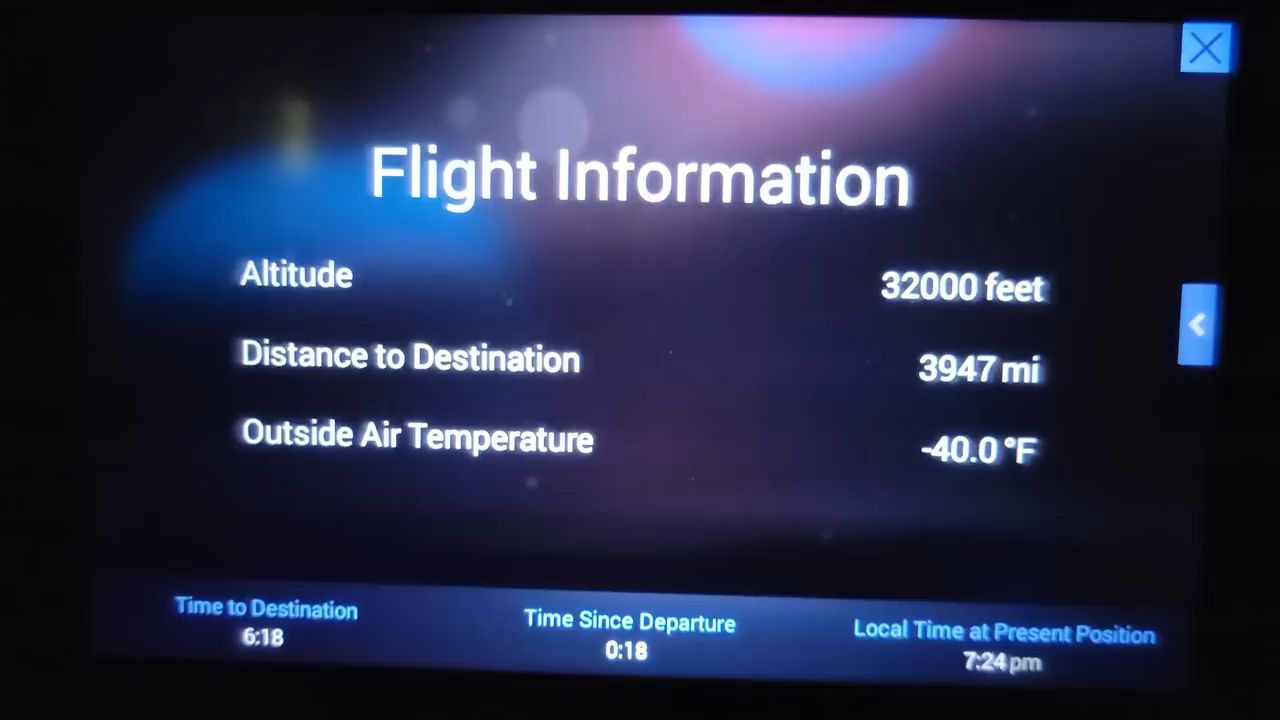 Flight Information
Altitude 32000 feet
Distance to Destination 3947 mi
Outside Air Temperature -40.0 °F
Time to Destination
6:18
Time Since Departure
0:18
Local Time at Present Position
7:24 pm